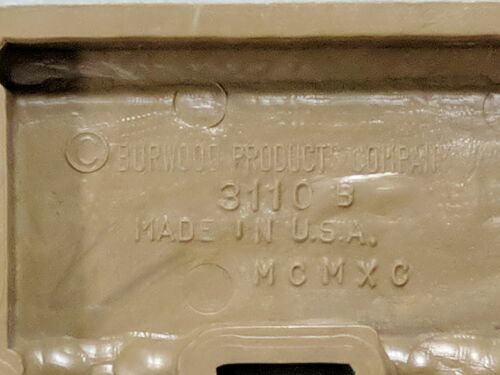 © BURWOOD PRODUCTS COMPANY
3110 B
MADE IN U.S.A.
MCMXC